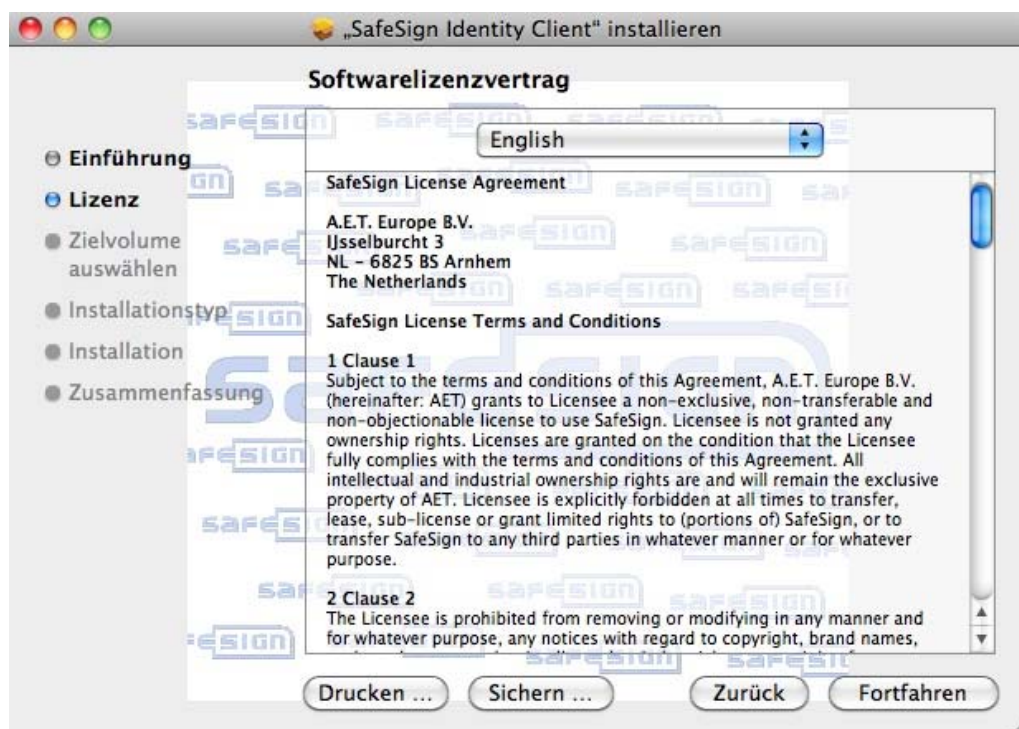 „SafeSign Identity Client“ installieren
Softwarelizenzvertrag
Einführung
Lizenz
Zielvolume
auswählen
Installationstyp
Installation
Zusammenfassung
English
SafeSign License Agreement
A.E.T. Europe B.V.
IJsselburcht 3
NL – 6825 BS Arnhem
The Netherlands
SafeSign License Terms and Conditions
1 Clause 1
Subject to the terms and conditions of this Agreement, A.E.T. Europe B.V.
(hereinafter: AET) grants to Licensee a non-exclusive, non-transferable and
non-objectionable license to use SafeSign. Licensee is not granted any
ownership rights. Licenses are granted on the condition that the Licensee
fully complies with the terms and conditions of this Agreement. All
intellectual and industrial ownership rights are and will remain the exclusive
property of AET. Licensee is explicitly forbidden at all times to transfer,
lease, sub-license or grant limited rights to (portions of) SafeSign, or to
transfer SafeSign to any third parties in whatever manner or for whatever
purpose.
2 Clause 2
The Licensee is prohibited from removing or modifying in any manner and
for whatever purpose, any notices with regard to copyright, brand names,
Drucken ...
Sichern ...
Zurück
Fortfahren